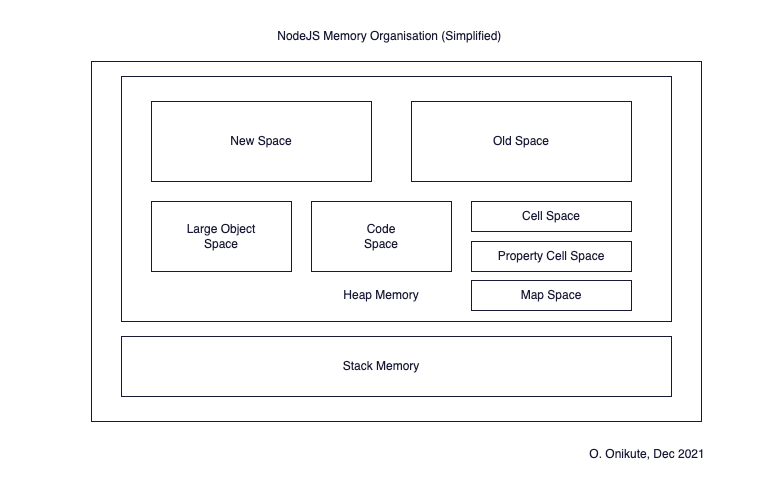 NodeJS Memory Organisation (Simplified)
New Space
Old Space
Large Object
Space
Code
Space
Cell Space
Property Cell Space
Map Space
Heap Memory
Stack Memory
O. Onikute, Dec 2021